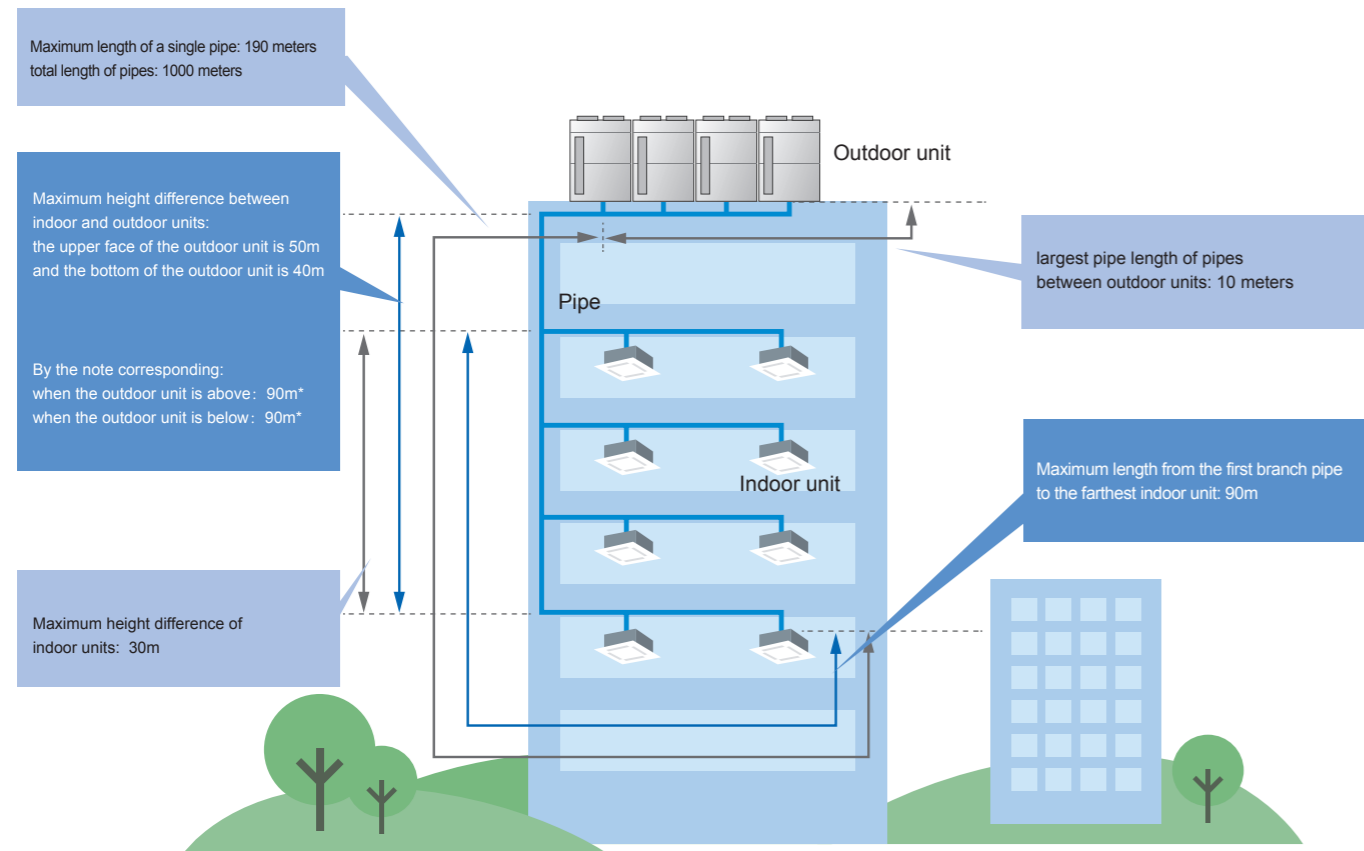 Maximum length of a single pipe: 190 meters
total length of pipes: 1000 meters
Outdoor unit
Maximum height difference between
indoor and outdoor units:
the upper face of the outdoor unit is 50m
and the bottom of the outdoor unit is 40m
By the note corresponding:
when the outdoor unit is above: 90m*
when the outdoor unit is below: 90m*
largest pipe length of pipes
between outdoor units: 10 meters
Pipe
Indoor unit
Maximum length from the first branch pipe
to the farthest indoor unit: 90m
Maximum height difference of
indoor units: 30m